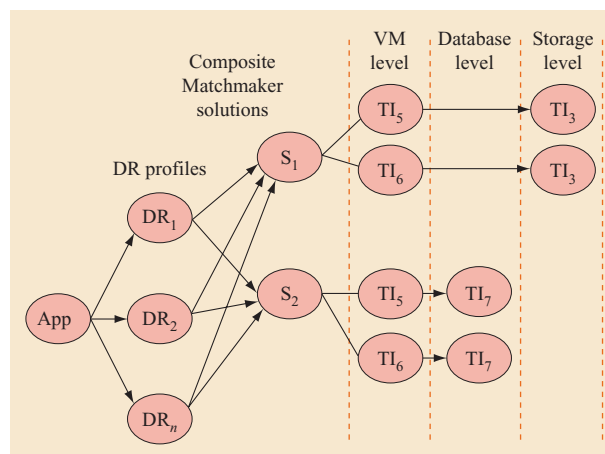 VM
level
Database
level
Storage
level
Composite
Matchmaker
solutions
DR profiles
App
DR₁
DR₂
DRₙ
S₁
S₂
TI₅
TI₃
TI₆
TI₃
TI₅
TI₇
TI₆
TI₇